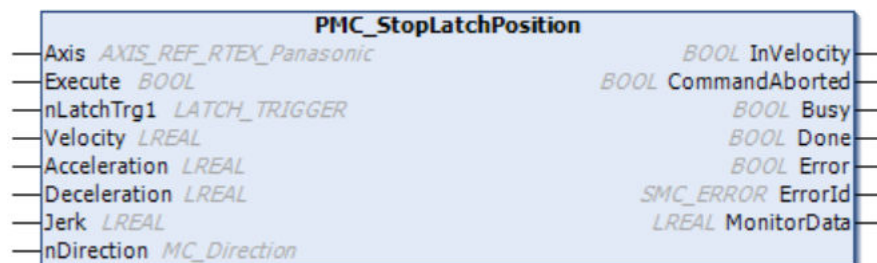 PMC_StopLatchPosition
Axis AXIS_REF_RTEX_Panasonic BOOL InVelocity
Execute BOOL BOOL CommandAborted
nLatchTrg1 LATCH_TRIGGER BOOL Busy
Velocity LREAL BOOL Done
Acceleration LREAL BOOL Error
Deceleration LREAL SMC_ERROR ErrorId
Jerk LREAL LREAL MonitorData
nDirection MC_Direction